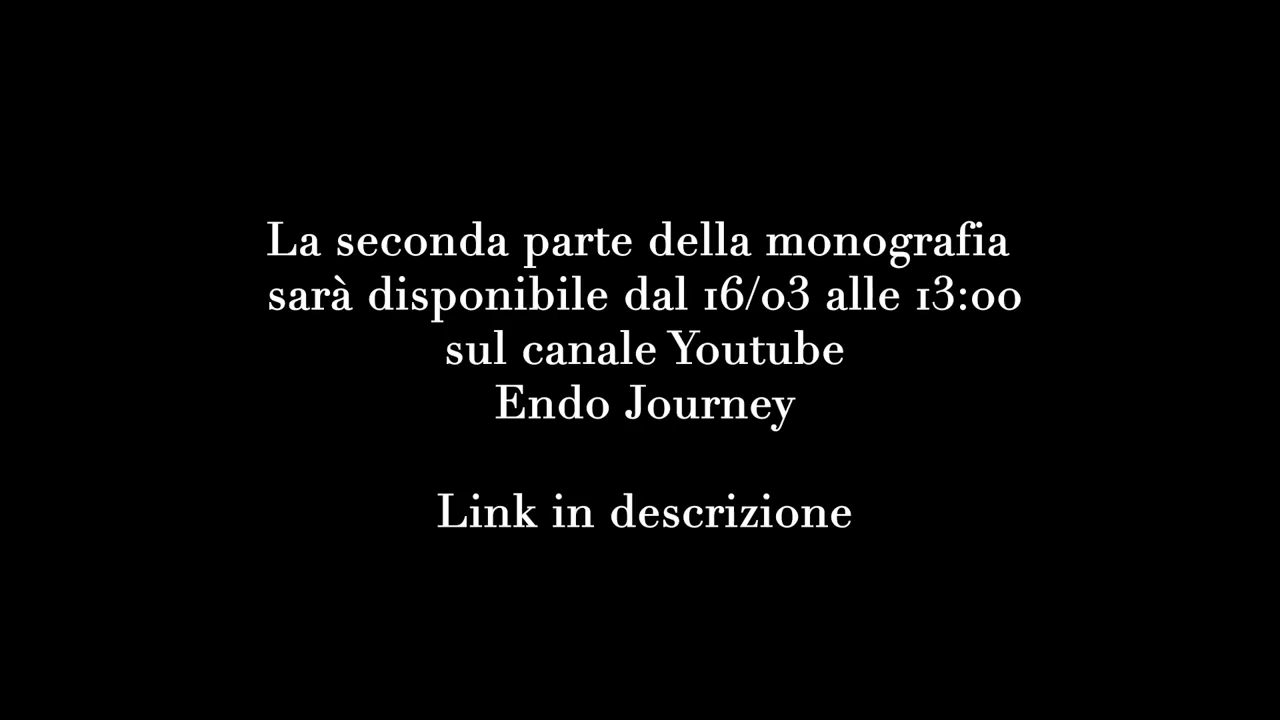 La seconda parte della monografia
sarà disponibile dal 16/03 alle 13:00
sul canale Youtube
Endo Journey
Link in descrizione